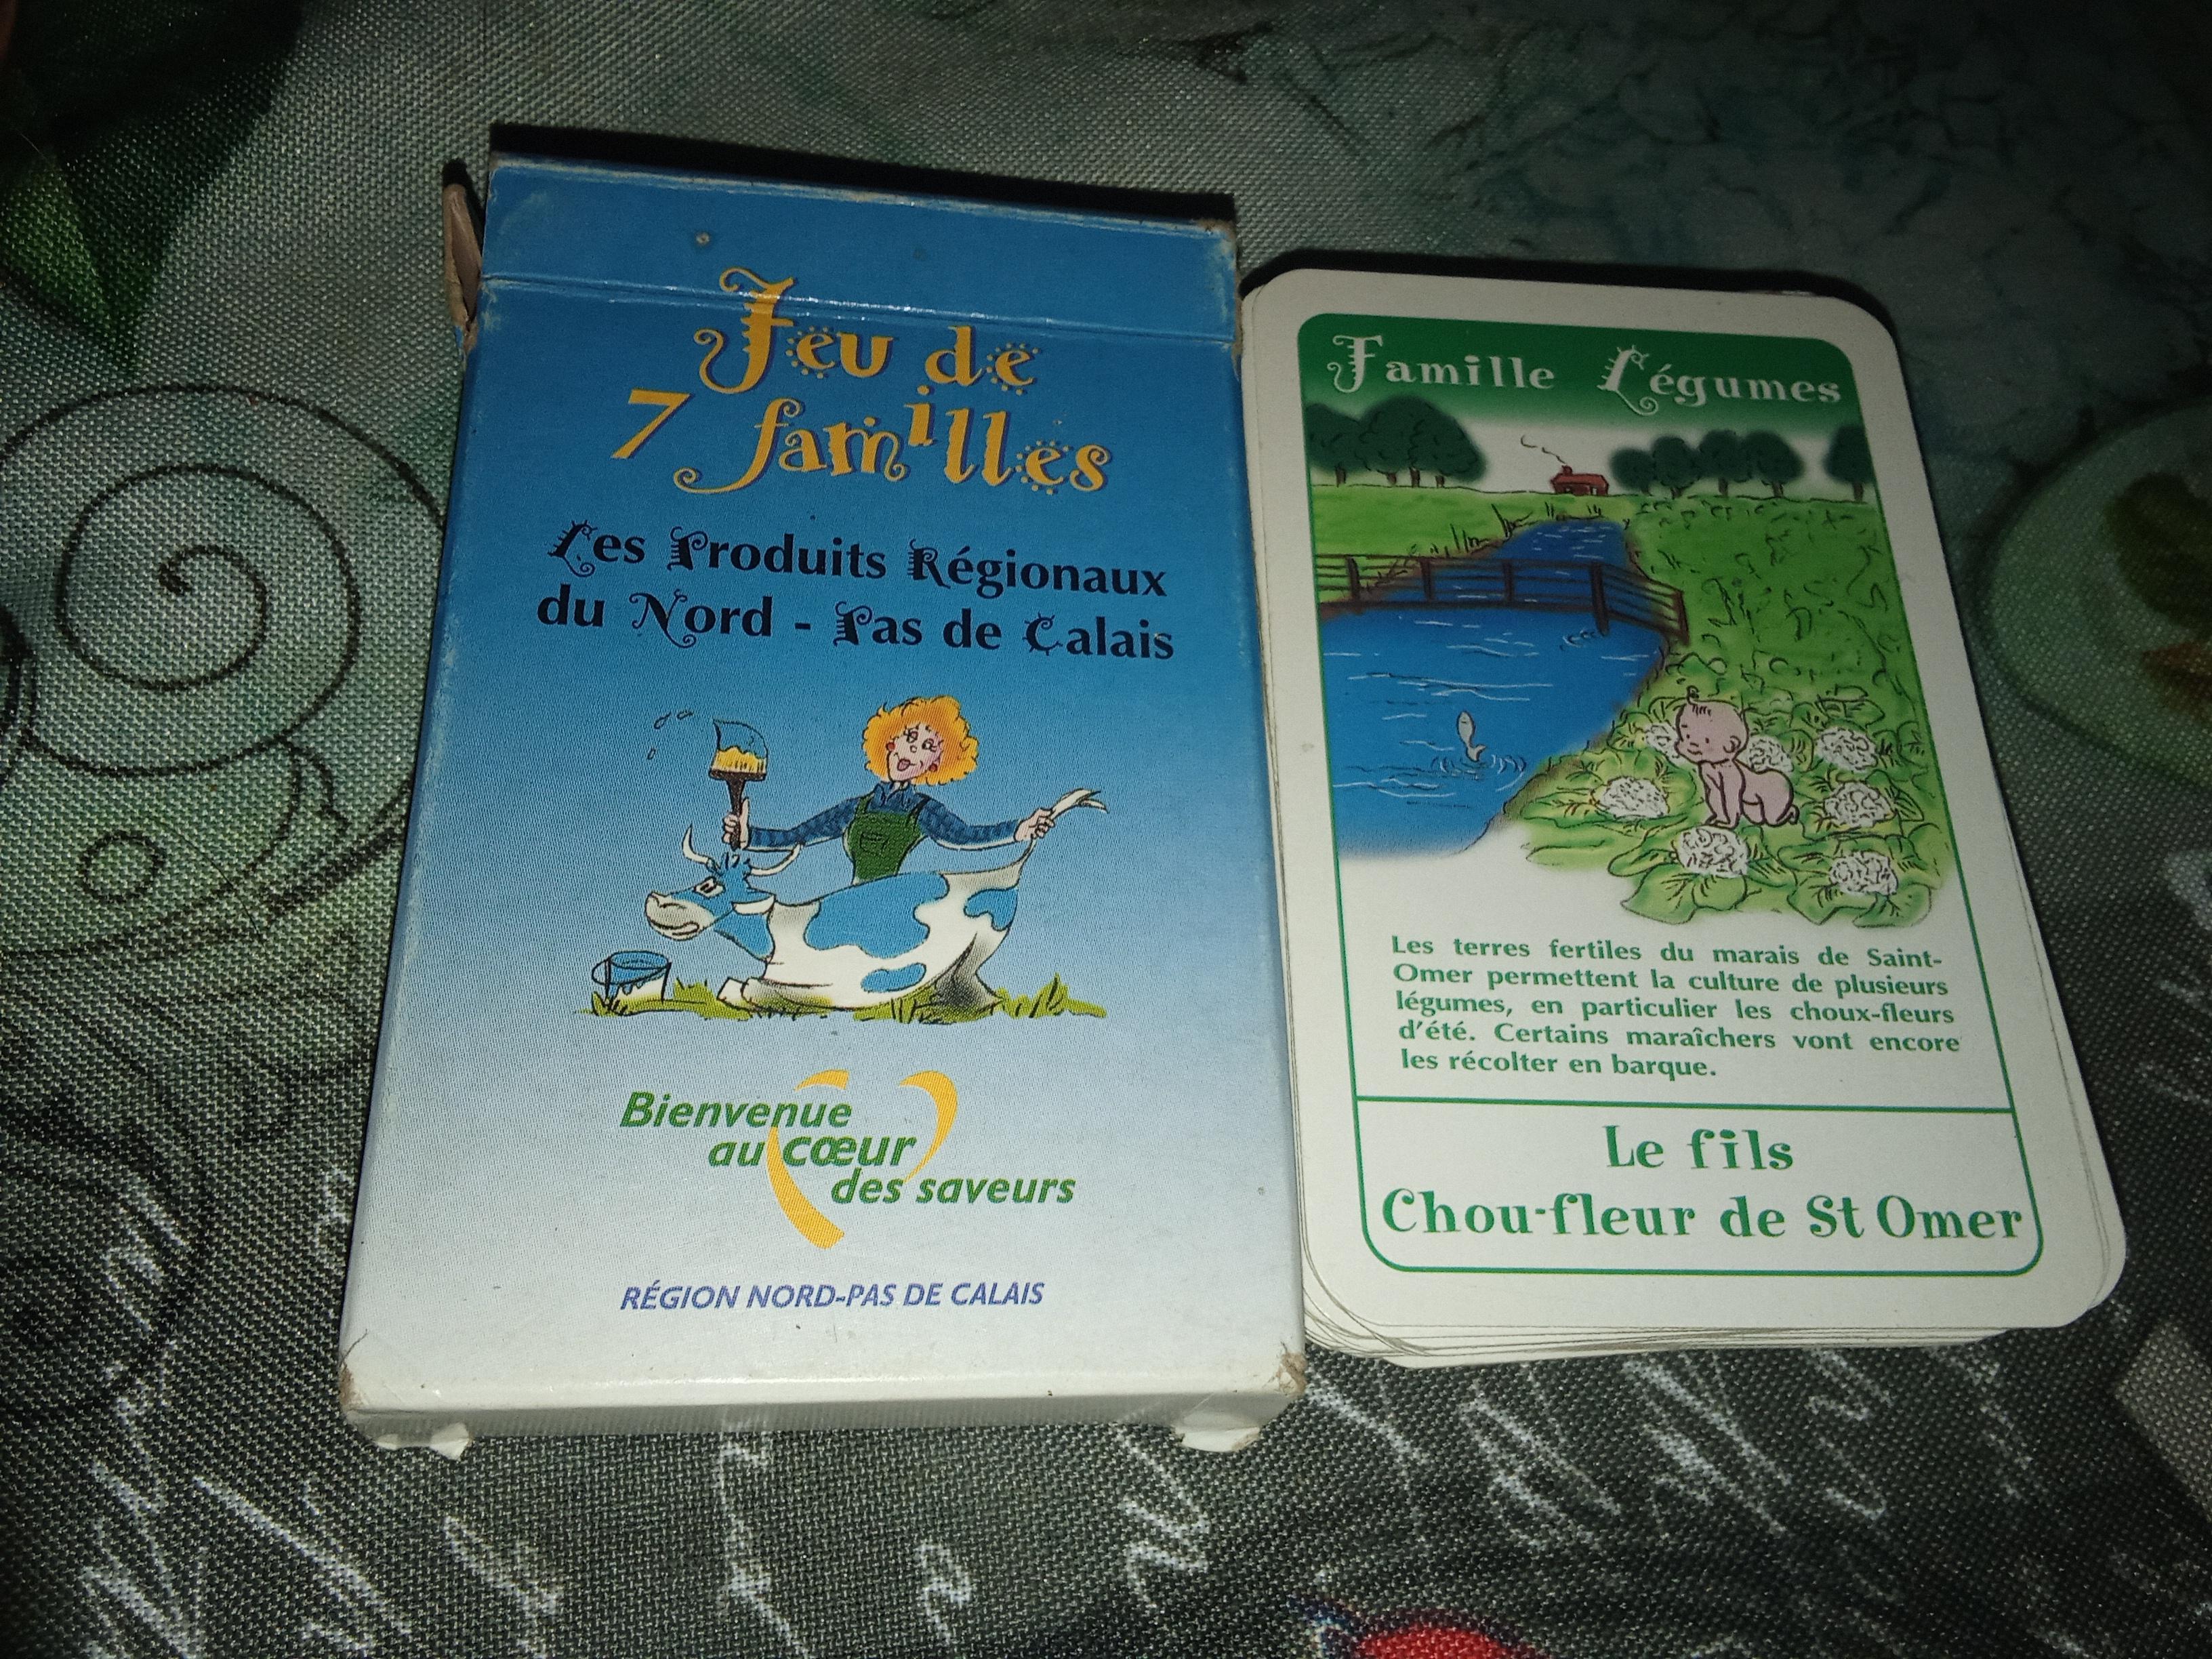 Jeu de
7 familles
Les Produits Régionaux
du Nord - Pas de Calais
Bienvenue
au cœur
des saveurs
RÉGION NORD-PAS DE CALAIS
Famille Légumes
Les terres fertiles du marais de Saint-
Omer permettent la culture de plusieurs
légumes, en particulier les choux-fleurs
d'été. Certains maraîchers vont encore
les récolter en barque.
Le fils
Chou-fleur de St Omer